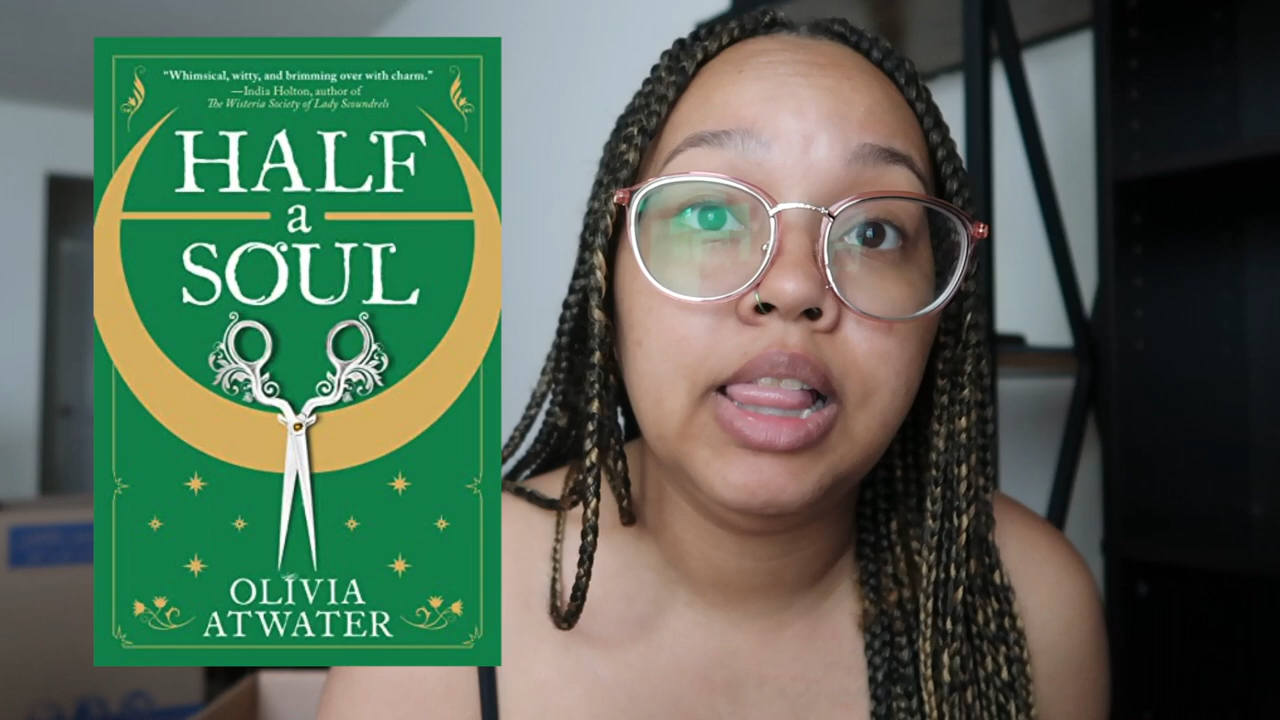 "Whimsical, witty, and brimming over with charm."
—India Holton, author of
The Wisteria Society of Lady Scoundrels
HALF
a
SOUL
OLIVIA
ATWATER